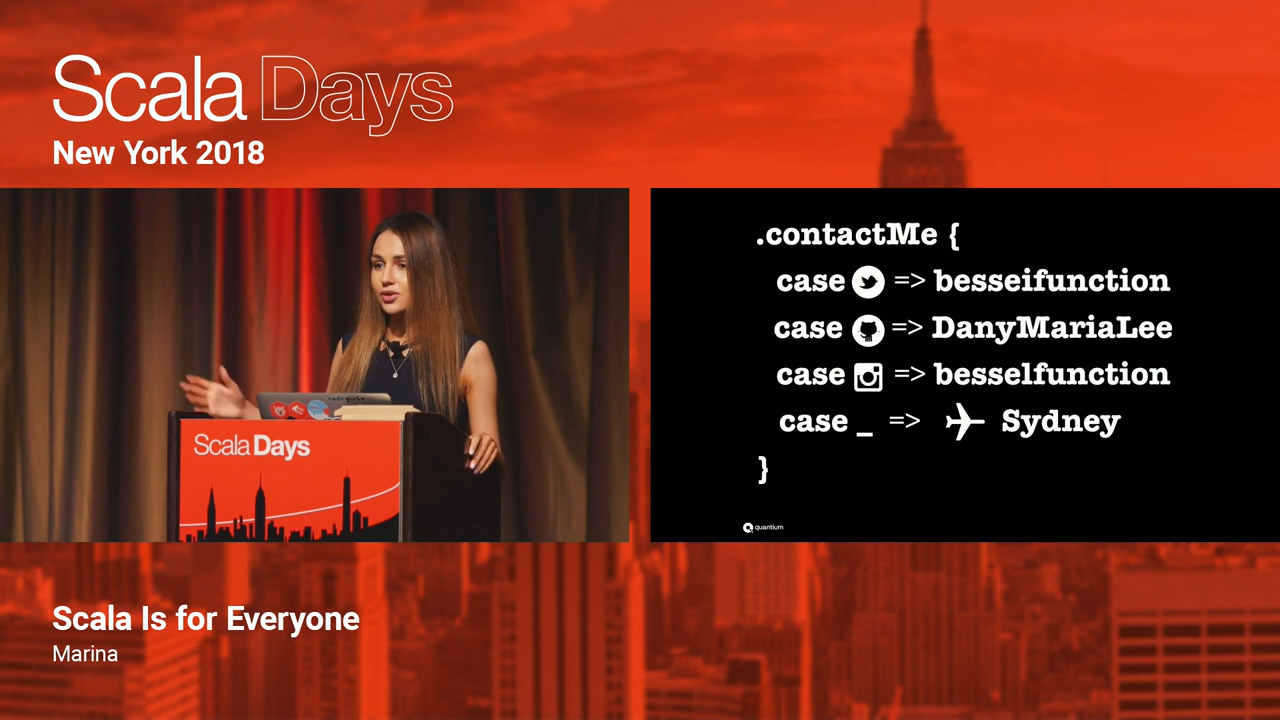 Scala Days
New York 2018
.contactMe {
case => besseifunction
case => DanyMariaLee
case => besselfunction
case _ => Sydney
}
quantium
Scala Days
Scala Is for Everyone
Marina